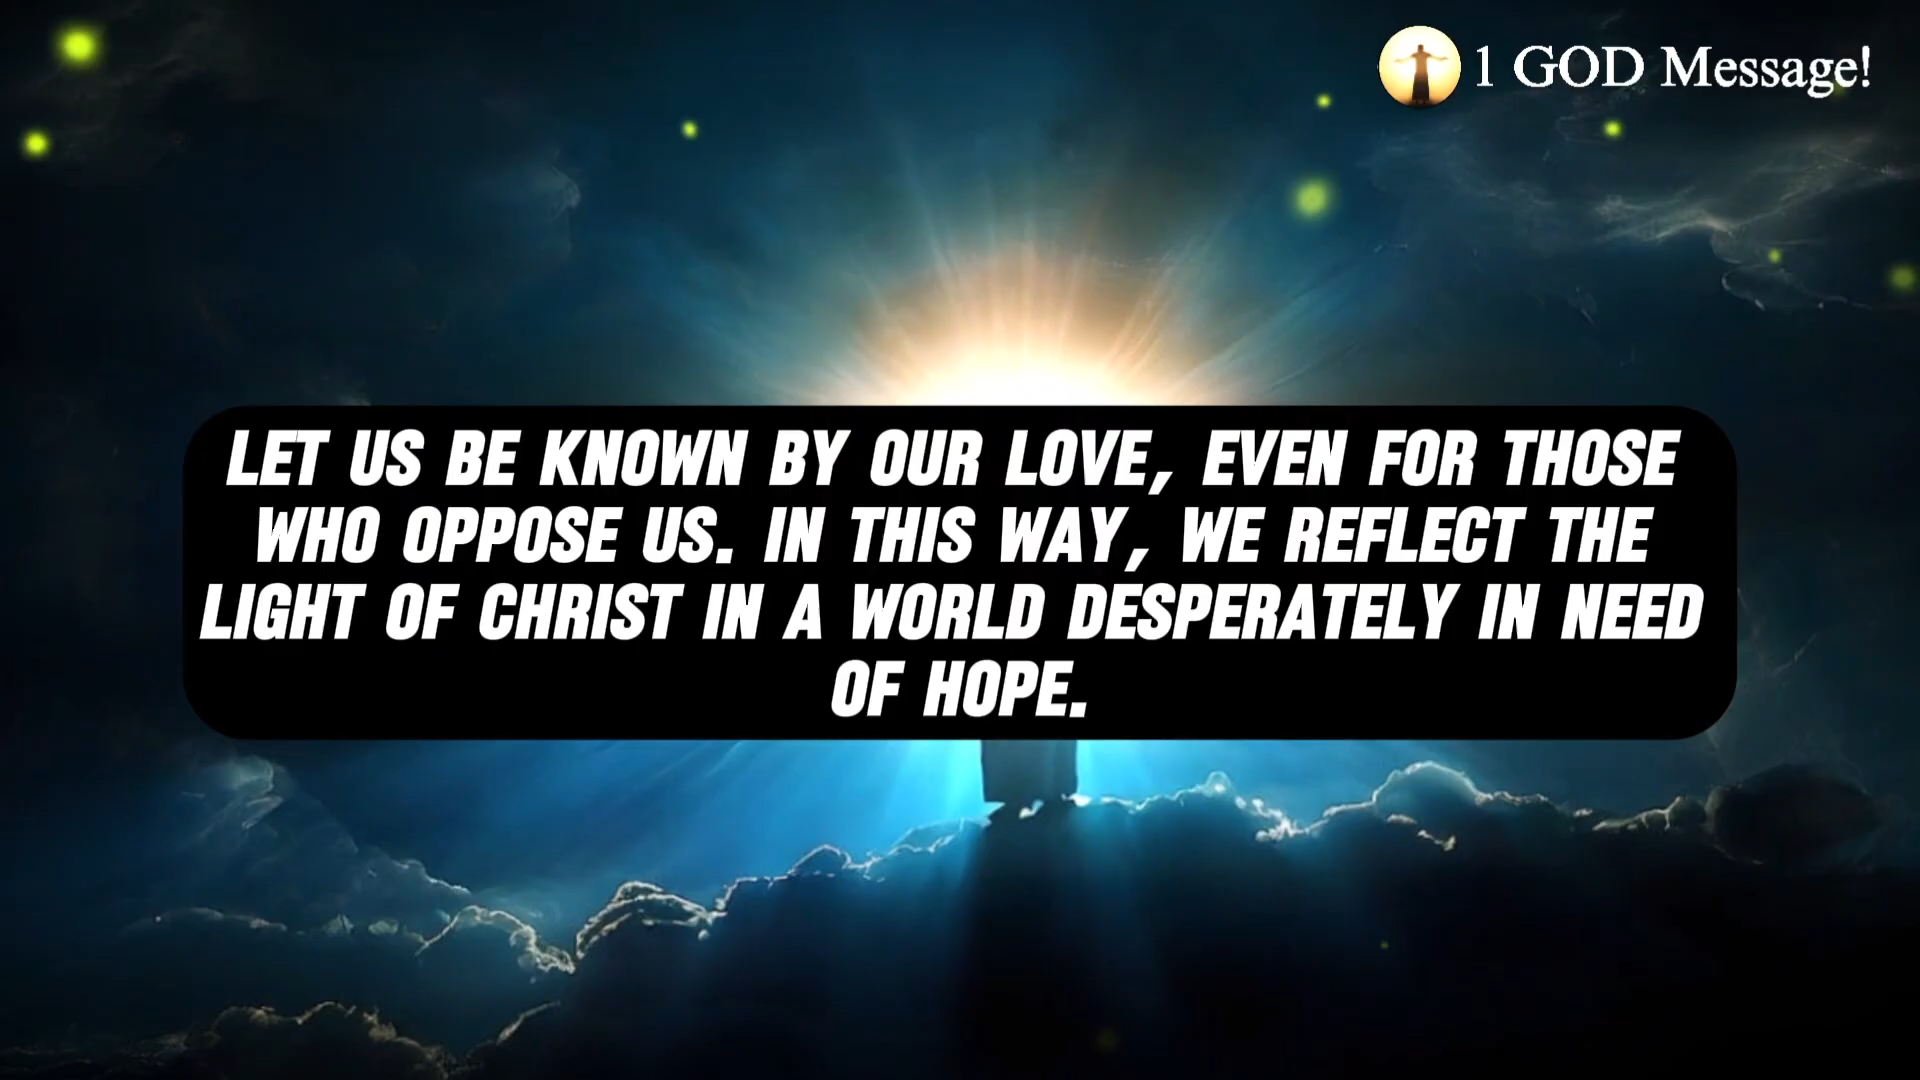 1 GOD Message!
LET US BE KNOWN BY OUR LOVE, EVEN FOR THOSE
WHO OPPOSE US. IN THIS WAY, WE REFLECT THE
LIGHT OF CHRIST IN A WORLD DESPERATELY IN NEED
OF HOPE.